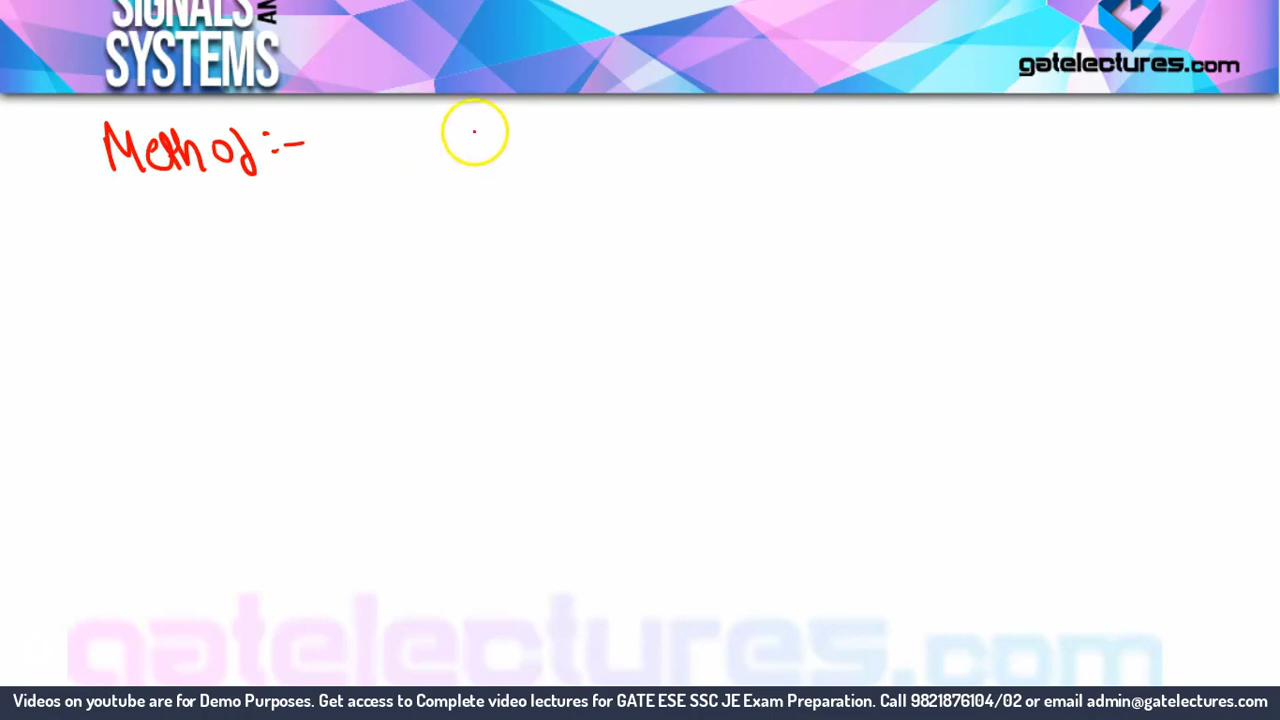 SIGNALS AND
SYSTEMS
gatelectures.com
Method :-
gatelectures.com
Videos on youtube are for Demo Purposes. Get access to Complete video lectures for GATE ESE SSC JE Exam Preparation. Call 9821876104/02 or email admin@gatelectures.com